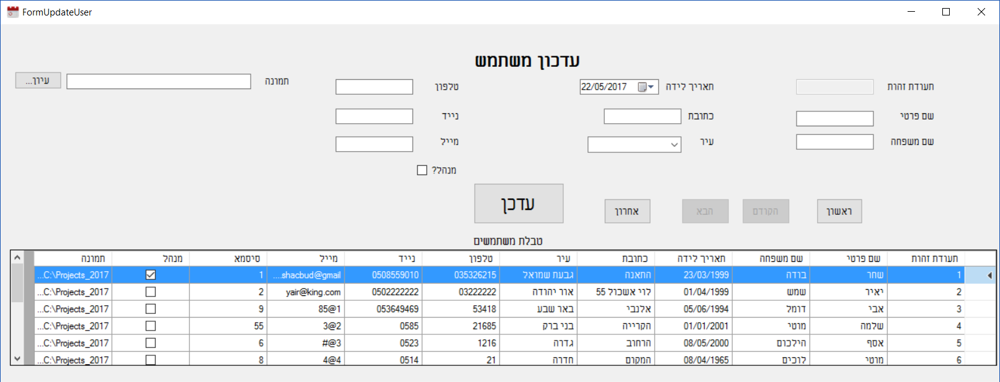 FormUpdateUser
עדכון משתמש
תעודת זהות
תאריך לידה 22/05/2017
טלפון
תמונה
עיון...
שם פרטי
כתובת
נייד
שם משפחה
עיר
מייל
מנהל?
ראשון הקודם הבא אחרון
עדכן
טבלת משתמשים
תעודת זהות שם פרטי שם משפחה תאריך לידה כתובת עיר טלפון נייד מייל סיסמא מנהל תמונה
1 שחר בודה 23/03/1999 התאנה גבעת שמואל 035326215 0508559010 shacbud@gmail.... 1 C:\Projects_2017...
2 יאיר שמש 01/04/1999 לוי אשכול 55 אור יהודה 03222222 0502222222 yair@king.com 2 C:\Projects_2017...
3 אבי דומל 05/06/1994 אלנבי באר שבע 53418 053649469 85@1 9 C:\Projects_2017...
4 שלמה מוטי 01/01/2001 הקרייה בני ברק 21685 0585 3@2 55 C:\Projects_2017...
5 אסף הילכום 08/05/2000 הרחוב גדרה 1216 0523 #@3 6 C:\Projects_2017...
6 מוטי לוכים 08/04/1965 המקום חדרה 21 0514 4@4 8 C:\Projects_2017...